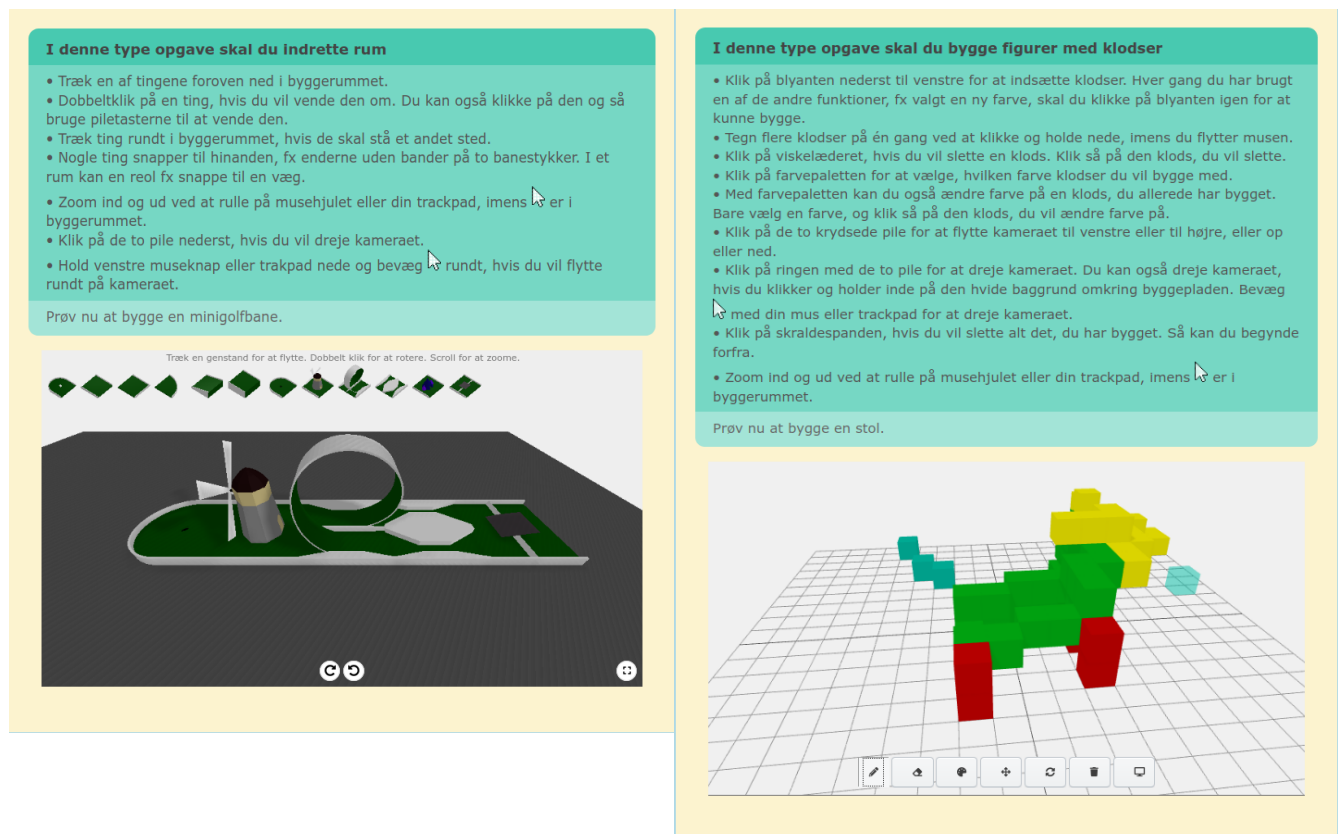 I denne type opgave skal du indrette rum
• Træk en af tingene foroven ned i byggerummet.
• Dobbeltklik på en ting, hvis du vil vende den om. Du kan også klikke på den og så
bruge piletasterne til at vende den.
• Træk ting rundt i byggerummet, hvis de skal stå et andet sted.
• Nogle ting snapper til hinanden, fx enderne uden bander på to banestykker. I et
rum kan en reol fx snappe til en væg.
• Zoom ind og ud ved at rulle på musehjulet eller din trackpad, imens er i
byggerummet.
• Klik på de to pile nederst, hvis du vil dreje kameraet.
• Hold venstre museknap eller trakpad nede og bevæg rundt, hvis du vil flytte
rundt på kameraet.
Prøv nu at bygge en minigolfbane.
Træk en genstand for at flytte. Dobbelt klik for at rotere. Scroll for at zoome.
I denne type opgave skal du bygge figurer med klodser
• Klik på blyanten nederst til venstre for at indsætte klodser. Hver gang du har brugt
en af de andre funktioner, fx valgt en ny farve, skal du klikke på blyanten igen for at
kunne bygge.
• Tegn flere klodser på én gang ved at klikke og holde nede, imens du flytter musen.
• Klik på viskelæderet, hvis du vil slette en klods. Klik så på den klods, du vil slette.
• Klik på farvepaletten for at vælge, hvilken farve klodser du vil bygge med.
• Med farvepaletten kan du også ændre farve på en klods, du allerede har bygget.
Bare vælg en farve, og klik så på den klods, du vil ændre farve på.
• Klik på de to krydsede pile for at flytte kameraet til venstre eller til højre, eller op
eller ned.
• Klik på ringen med de to pile for at dreje kameraet. Du kan også dreje kameraet,
hvis du klikker og holder inde på den hvide baggrund omkring byggepladen. Bevæg
med din mus eller trackpad for at dreje kameraet.
• Klik på skraldespanden, hvis du vil slette alt det, du har bygget. Så kan du begynde
forfra.
• Zoom ind og ud ved at rulle på musehjulet eller din trackpad, imens er i
byggerummet.
Prøv nu at bygge en stol.